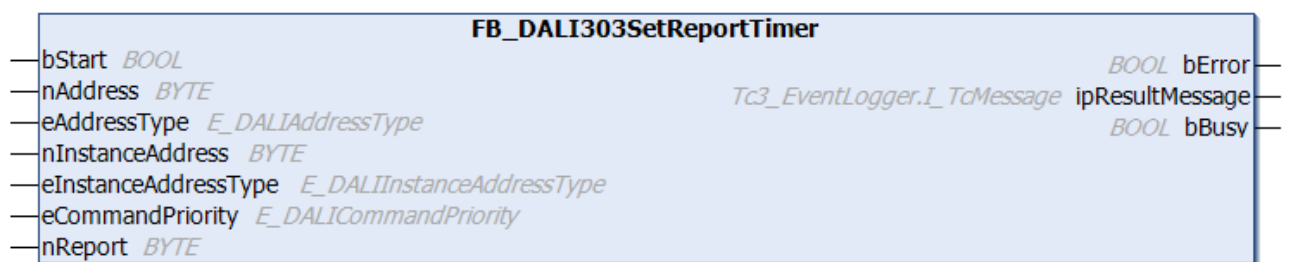 FB_DALI303SetReportTimer
bStart BOOL
BOOL bError
nAddress BYTE
Tc3_EventLogger.I_TcMessage ipResultMessage
eAddressType E_DALIAddressType
BOOL bBusy
nInstanceAddress BYTE
eInstanceAddressType E_DALIInstanceAddressType
eCommandPriority E_DALICommandPriority
nReport BYTE